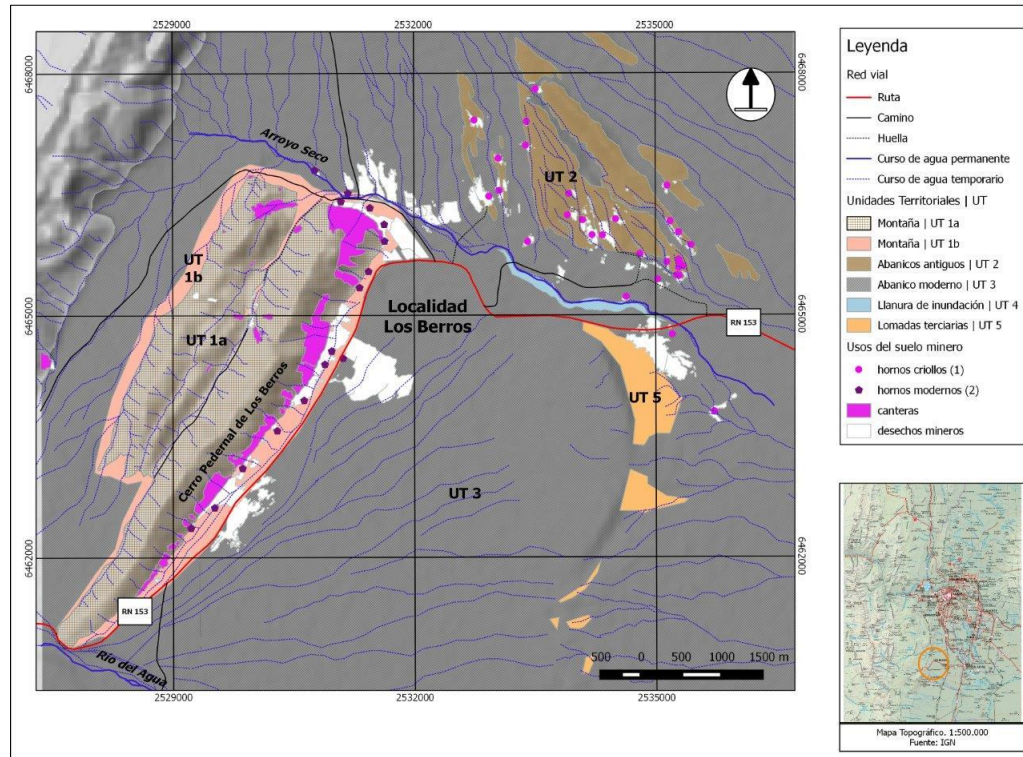 2529000
2532000
2535000
6468000
6468000
Arroyo Seco
UT 2
UT
1b
Localidad
Los Berros
6465000
6465000
RN 153
UT 1a
Cerro Pedernal de Los Berros
UT 5
UT 3
6462000
6462000
RN 153
Río del Agua
500 0 500 1000 1500 m
2529000
2532000
2535000
Leyenda
Red vial
Ruta
Camino
Huella
Curso de agua permanente
Curso de agua temporario
Unidades Territoriales | UT
Montaña | UT 1a
Montaña | UT 1b
Abanicos antiguos | UT 2
Abanico moderno | UT 3
Llanura de inundación | UT 4
Lomadas terciarias | UT 5
Usos del suelo minero
hornos criollos (1)
hornos modernos (2)
canteras
desechos mineros
Mapa Topográfico. 1:500.000
Fuente: IGN